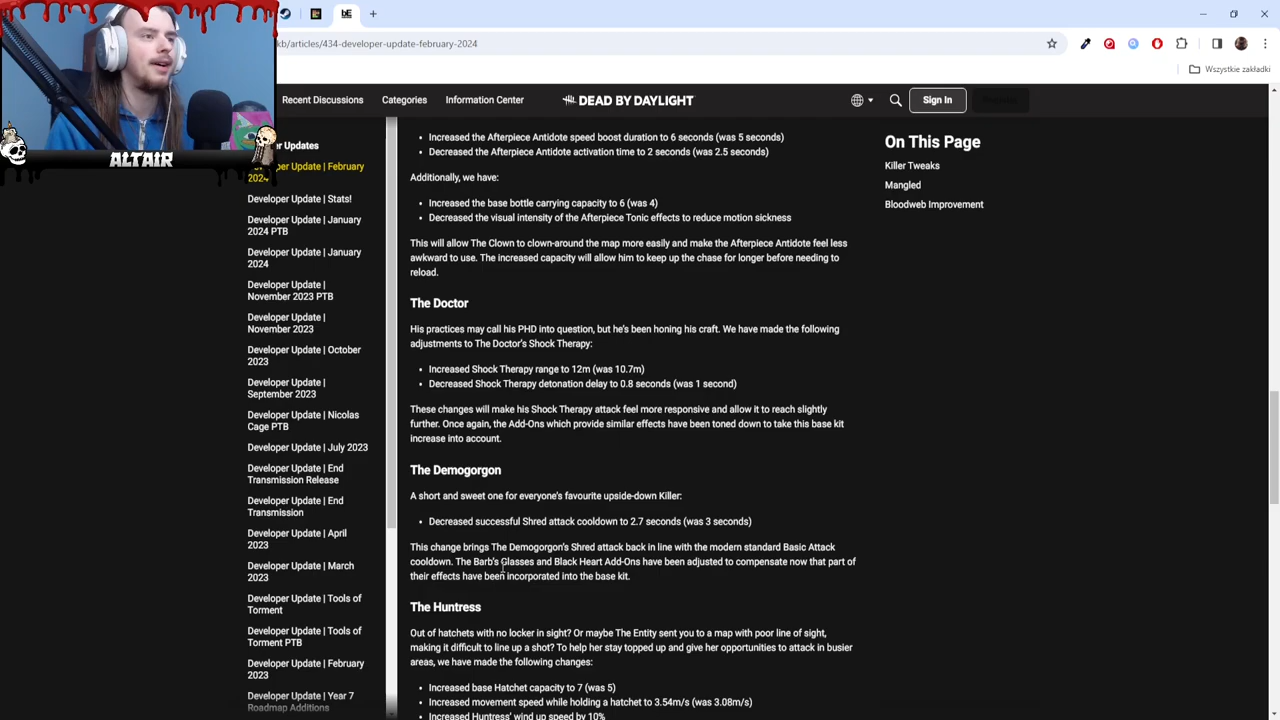 kb/articles/434-developer-update-february-2024
Wszystkie zakładki
Recent Discussions
Categories
Information Center
DEAD BY DAYLIGHT
Sign In
ALTAIR
Updates
Developer Update | February
2024
Developer Update | Stats!
Developer Update | January
2024 PTB
Developer Update | January
2024
Developer Update |
November 2023 PTB
Developer Update |
November 2023
Developer Update | October
2023
Developer Update |
September 2023
Developer Update | Nicolas
Cage PTB
Developer Update | July 2023
Developer Update | End
Transmission Release
Developer Update | End
Transmission
Developer Update | April
2023
Developer Update | March
2023
Developer Update | Tools of
Torment
Developer Update | Tools of
Torment PTB
Developer Update | February
2023
Developer Update | Year 7
Roadmap Additions
• Increased the Afterpiece Antidote speed boost duration to 6 seconds (was 5 seconds)
• Decreased the Afterpiece Antidote activation time to 2 seconds (was 2.5 seconds)
Additionally, we have:
• Increased the base bottle carrying capacity to 6 (was 4)
• Decreased the visual intensity of the Afterpiece Tonic effects to reduce motion sickness
This will allow The Clown to clown-around the map more easily and make the Afterpiece Antidote feel less
awkward to use. The increased capacity will allow him to keep up the chase for longer before needing to
reload.
The Doctor
His practices may call his PHD into question, but he's been honing his craft. We have made the following
adjustments to The Doctor's Shock Therapy:
• Increased Shock Therapy range to 12m (was 10.7m)
• Decreased Shock Therapy detonation delay to 0.8 seconds (was 1 second)
These changes will make his Shock Therapy attack feel more responsive and allow it to reach slightly
further. Once again, the Add-Ons which provide similar effects have been toned down to take this base kit
increase into account.
The Demogorgon
A short and sweet one for everyone's favourite upside-down Killer:
• Decreased successful Shred attack cooldown to 2.7 seconds (was 3 seconds)
This change brings The Demogorgon's Shred attack back in line with the modern standard Basic Attack
cooldown. The Barb's Glasses and Black Heart Add-Ons have been adjusted to compensate now that part of
their effects have been incorporated into the base kit.
The Huntress
Out of hatchets with no locker in sight? Or maybe The Entity sent you to a map with poor line of sight,
making it difficult to line up a shot? To help her stay topped up and give her opportunities to attack in busier
areas, we have made the following changes:
• Increased base Hatchet capacity to 7 (was 5)
• Increased movement speed while holding a hatchet to 3.54m/s (was 3.08m/s)
• Increased Huntress' wind up speed by 10%
On This Page
Killer Tweaks
Mangled
Bloodweb Improvement